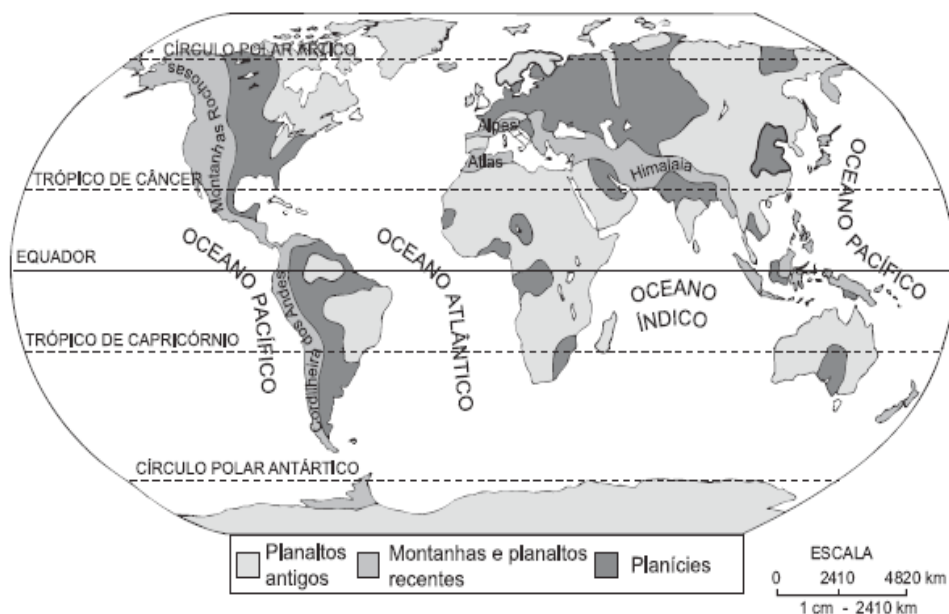 CÍRCULO POLAR ÁRTICO
Montanhas Rochosas
Alpes
Atlas
Himalaia
TRÓPICO DE CÂNCER
OCEANO PACÍFICO
EQUADOR
OCEANO PACÍFICO
OCEANO ATLÂNTICO
OCEANO
ÍNDICO
Cordilheira dos Andes
TRÓPICO DE CAPRICÓRNIO
CÍRCULO POLAR ANTÁRTICO
Planaltos
antigos
Montanhas e planaltos
recentes
Planícies
ESCALA
0 2410 4820 km
1 cm - 2410 km